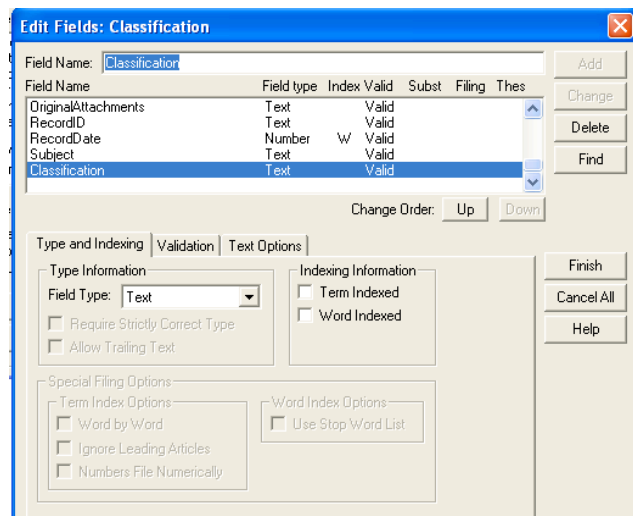 Edit Fields: Classification
Field Name: Classification
Add
Field Name Field type Index Valid Subst Filing Thes
Change
OriginalAttachments Text Valid
RecordID Text Valid
RecordDate Number W Valid
Subject Text Valid
Classification Text Valid
Delete
Find
Change Order: Up Down
Type and Indexing Validation Text Options
Type Information
Field Type: Text
Require Strictly Correct Type
Allow Trailing Text
Indexing Information
Term Indexed
Word Indexed
Finish
Cancel All
Help
Special Filing Options
Term Index Options
Word by Word
Ignore Leading Articles
Numbers File Numerically
Word Index Options
Use Stop Word List